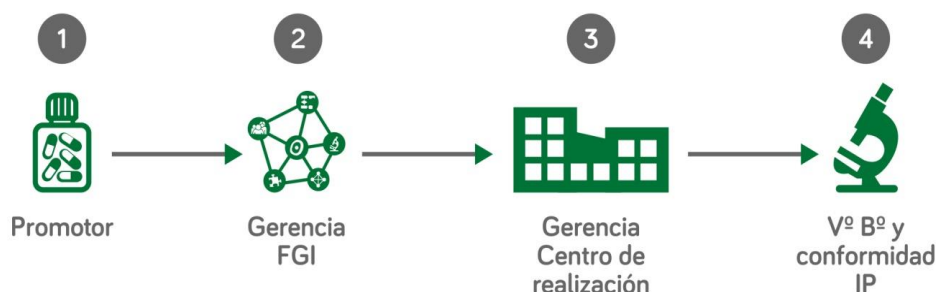 1
2
3
4
Promotor
Gerencia
FGI
Gerencia
Centro de
realización
Vº Bº y
conformidad
IP